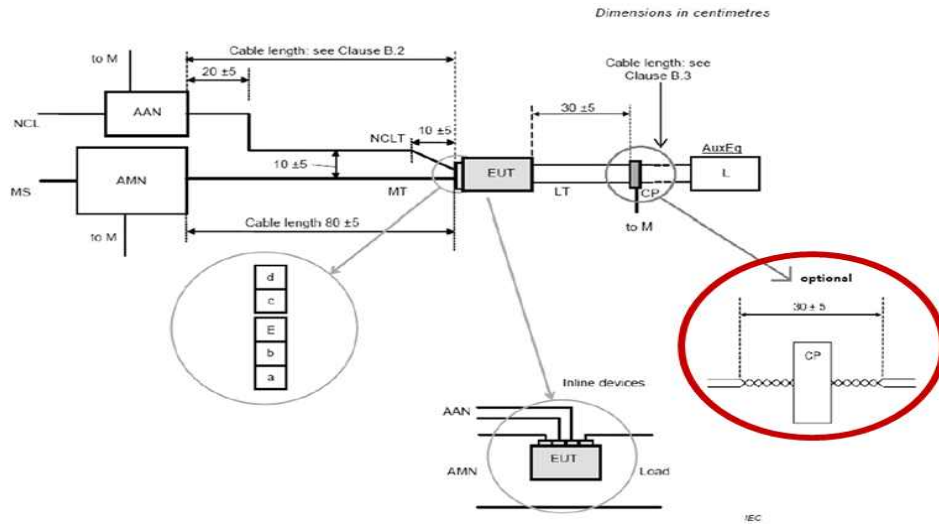 Dimensions in centimetres
to M
Cable length: see Clause B.2
20 ±5
Cable length: see
Clause B.3
AAN
NCL
NCLT
10 ±5
30 ±5
10 ±5
AuxEq
AMN
MS
MT
EUT
LT
CP
L
to M
to M
Cable length 80 ±5
optional
30 ± 5
CP
d
c
E
b
a
Inline devices
AAN
EUT
AMN
Load
IEC